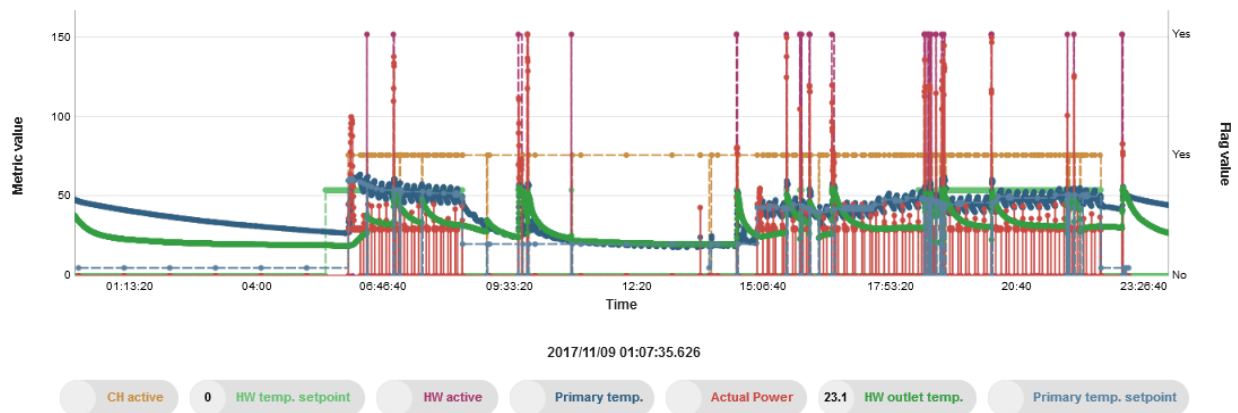 150
100
50
0
Metric value
Yes
Yes
No
Flag value
01:13:20 04:00 06:46:40 09:33:20 12:20 15:06:40 17:53:20 20:40 23:26:40
Time
2017/11/09 01:07:35.626
CH active 0 HW temp. setpoint HW active Primary temp. Actual Power 23.1 HW outlet temp. Primary temp. setpoint